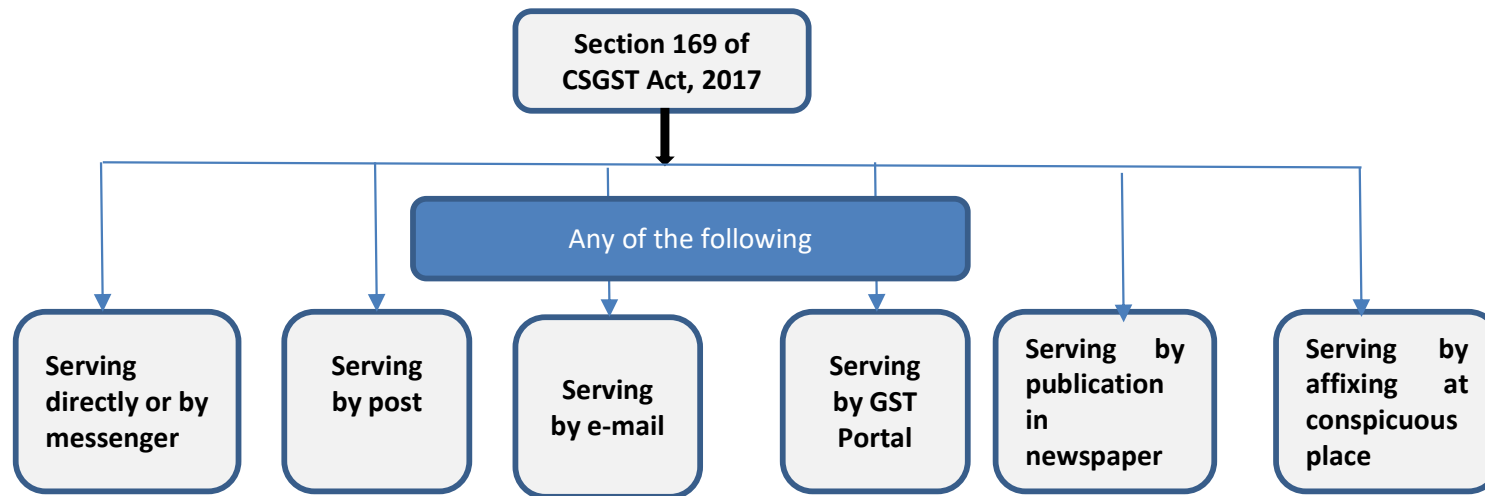 Section 169 of
CSGST Act, 2017
Any of the following
Serving
directly or by
messenger
Serving
by post
Serving
by e-mail
Serving
by GST
Portal
Serving by
publication
in
newspaper
Serving by
affixing at
conspicuous
place